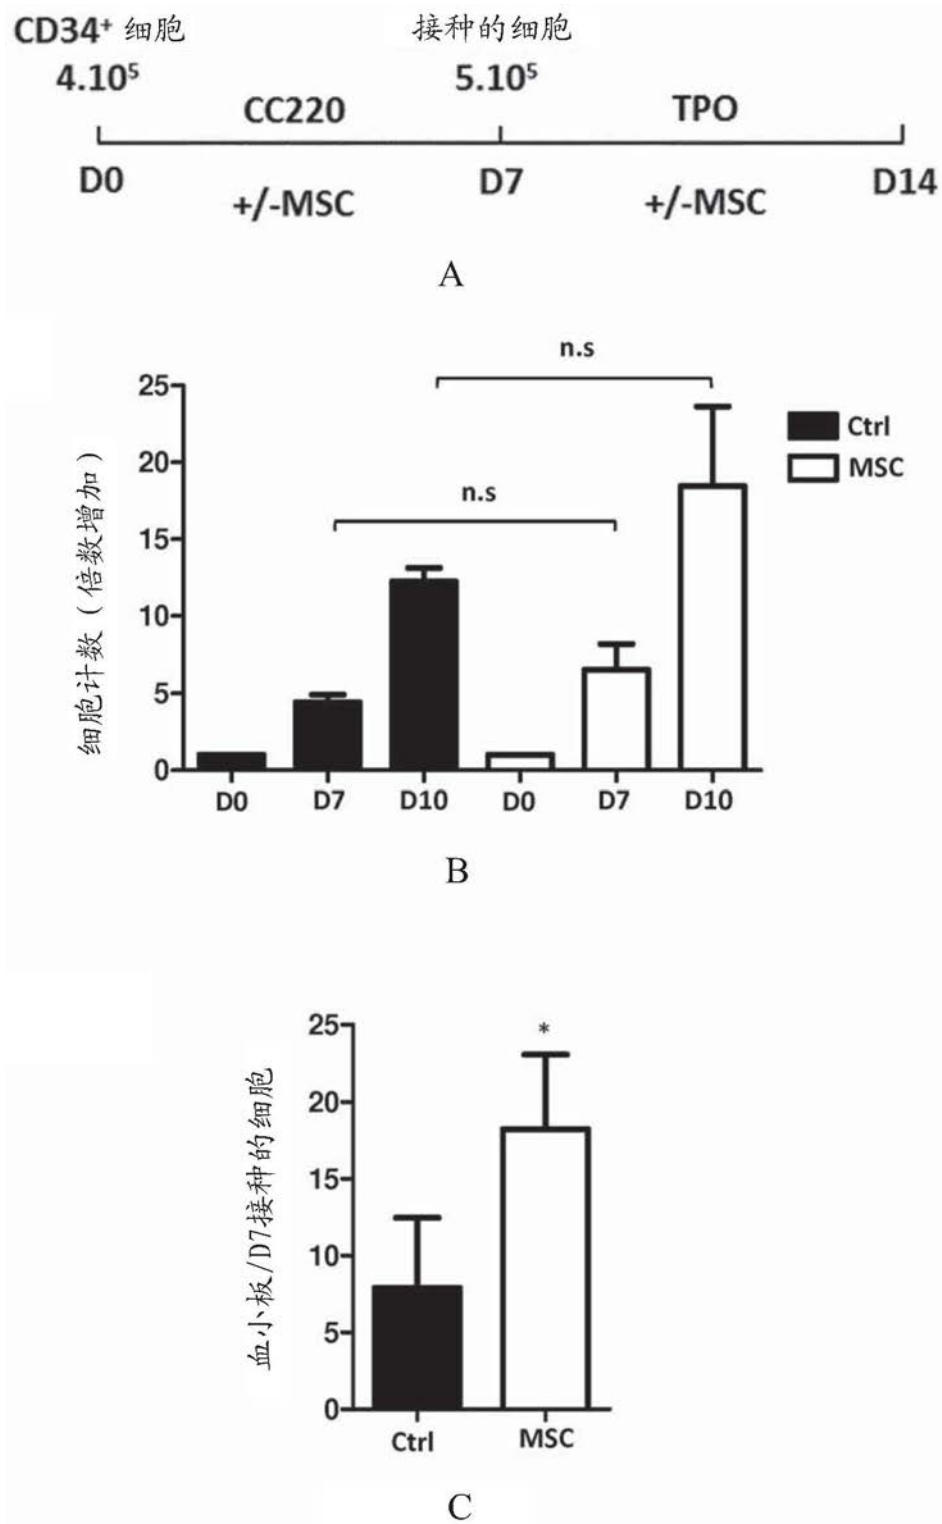 CD34⁺ 细胞 接种的细胞
4.10⁵ 5.10⁵
CC220 TPO
D0 D7 D14
+/-MSC +/-MSC
A
n.s
25
20
15
10
5
0
细胞计数（倍数增加）
n.s
Ctrl
MSC
D0 D7 D10 D0 D7 D10
B
25
20
15
10
5
0
血小板/D7接种的细胞
*
Ctrl MSC
C